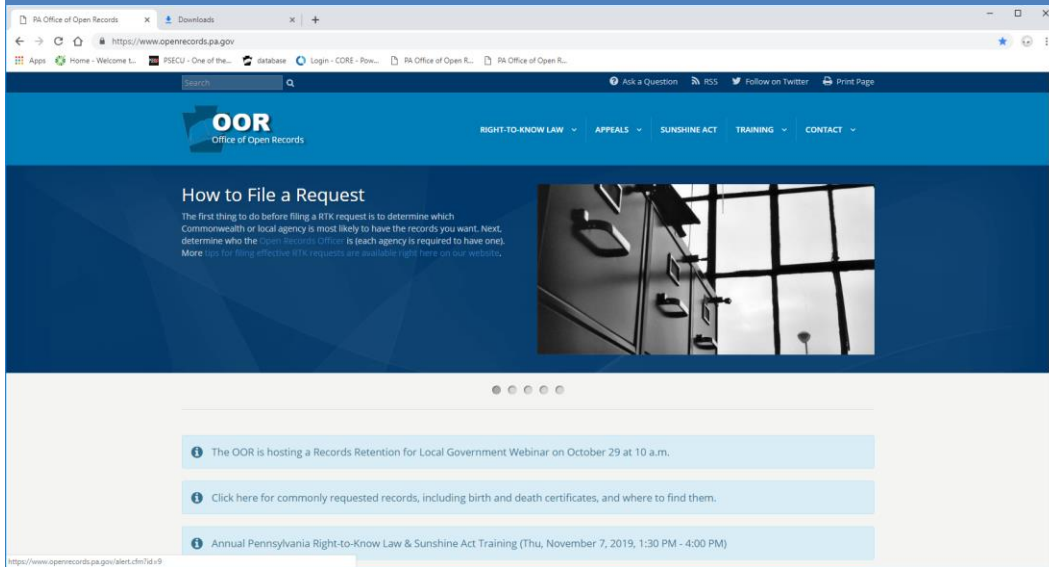 PA Office of Open Records
Downloads
https://www.openrecords.pa.gov
Apps Home - Welcome t... PSECU - One of the... database Login - CORE - Pow... PA Office of Open R... PA Office of Open R...
Search
Ask a Question RSS Follow on Twitter Print Page
OOR
Office of Open Records
RIGHT-TO-KNOW LAW APPEALS SUNSHINE ACT TRAINING CONTACT
How to File a Request
The first thing to do before filing a RTK request is to determine which
Commonwealth or local agency is most likely to have the records you want. Next,
determine who the Open Records Officer is (each agency is required to have one).
More tips for filing effective RTK requests are available right here on our website.
The OOR is hosting a Records Retention for Local Government Webinar on October 29 at 10 a.m.
Click here for commonly requested records, including birth and death certificates, and where to find them.
Annual Pennsylvania Right-to-Know Law & Sunshine Act Training (Thu, November 7, 2019, 1:30 PM - 4:00 PM)
https://www.openrecords.pa.gov/alert.cfm?id=9